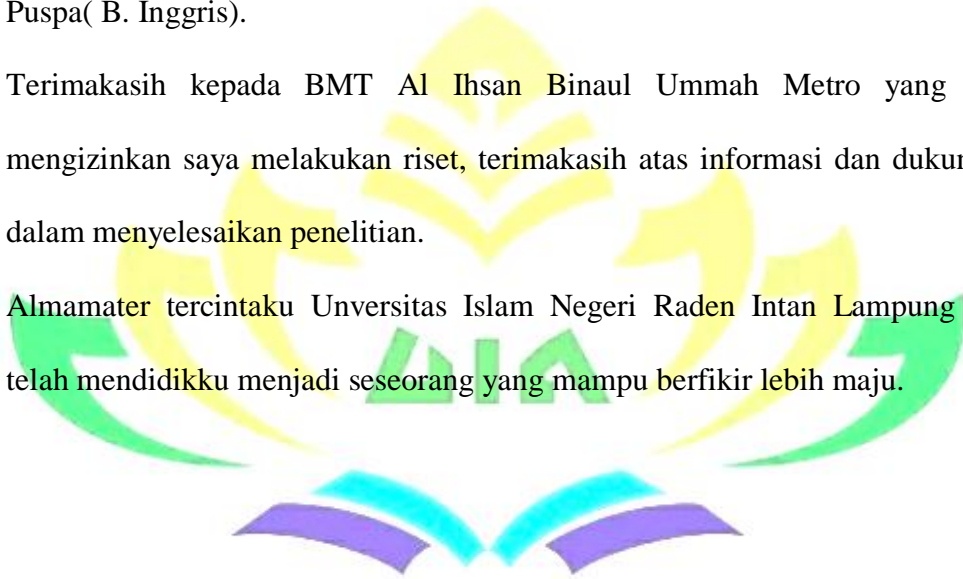 Puspa( B. Inggris).
Terimakasih kepada BMT Al Ihsan Binaul Ummah Metro yang
mengizinkan saya melakukan riset, terimakasih atas informasi dan
dalam menyelesaikan penelitian.
Almamater tercintaku Unversitas Islam Negeri Raden Intan Lampung
telah mendidikku menjadi seseorang yang mampu berfikir lebih maju.